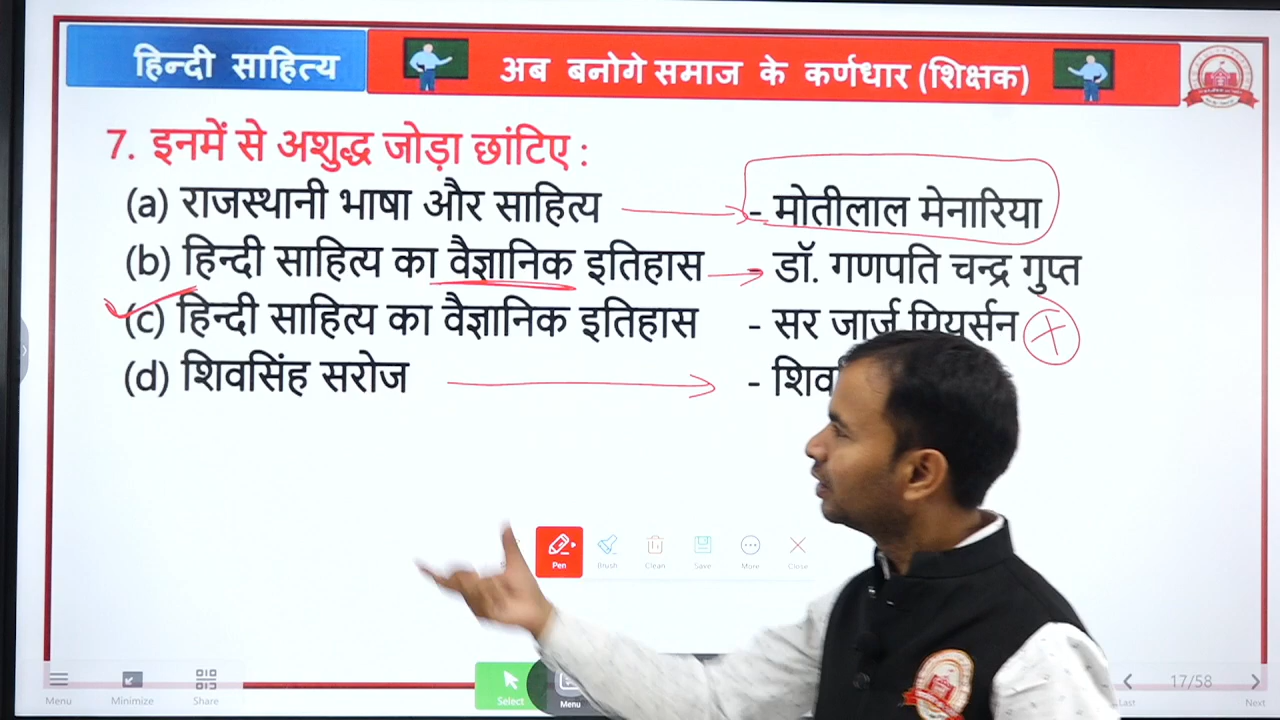 हिन्दी साहित्य
अब बनोगे समाज के कर्णधार (शिक्षक)
7. इनमें से अशुद्ध जोड़ा छांटिए :
(a) राजस्थानी भाषा और साहित्य - मोतीलाल मेनारिया
(b) हिन्दी साहित्य का वैज्ञानिक इतिहास - डॉ. गणपति चन्द्र गुप्त
(c) हिन्दी साहित्य का वैज्ञानिक इतिहास - सर जार्ज ग्रियर्सन
(d) शिवसिंह सरोज -
Pen Brush Clean Save More Close
Menu Minimize Share Select Menu Last 17/58 Next